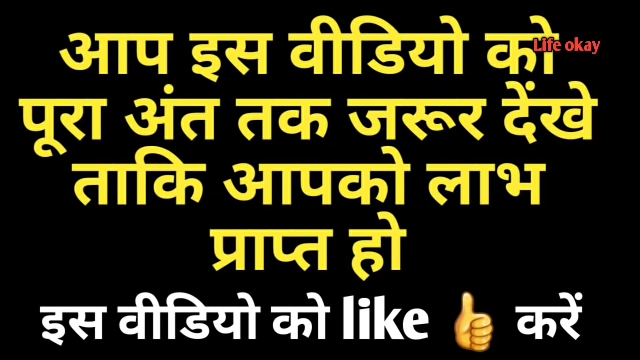 आप इस वीडियो को
Life okay
पूरा अंत तक जरूर देंखे
ताकि आपको लाभ
प्राप्त हो
इस वीडियो को like 👍 करें